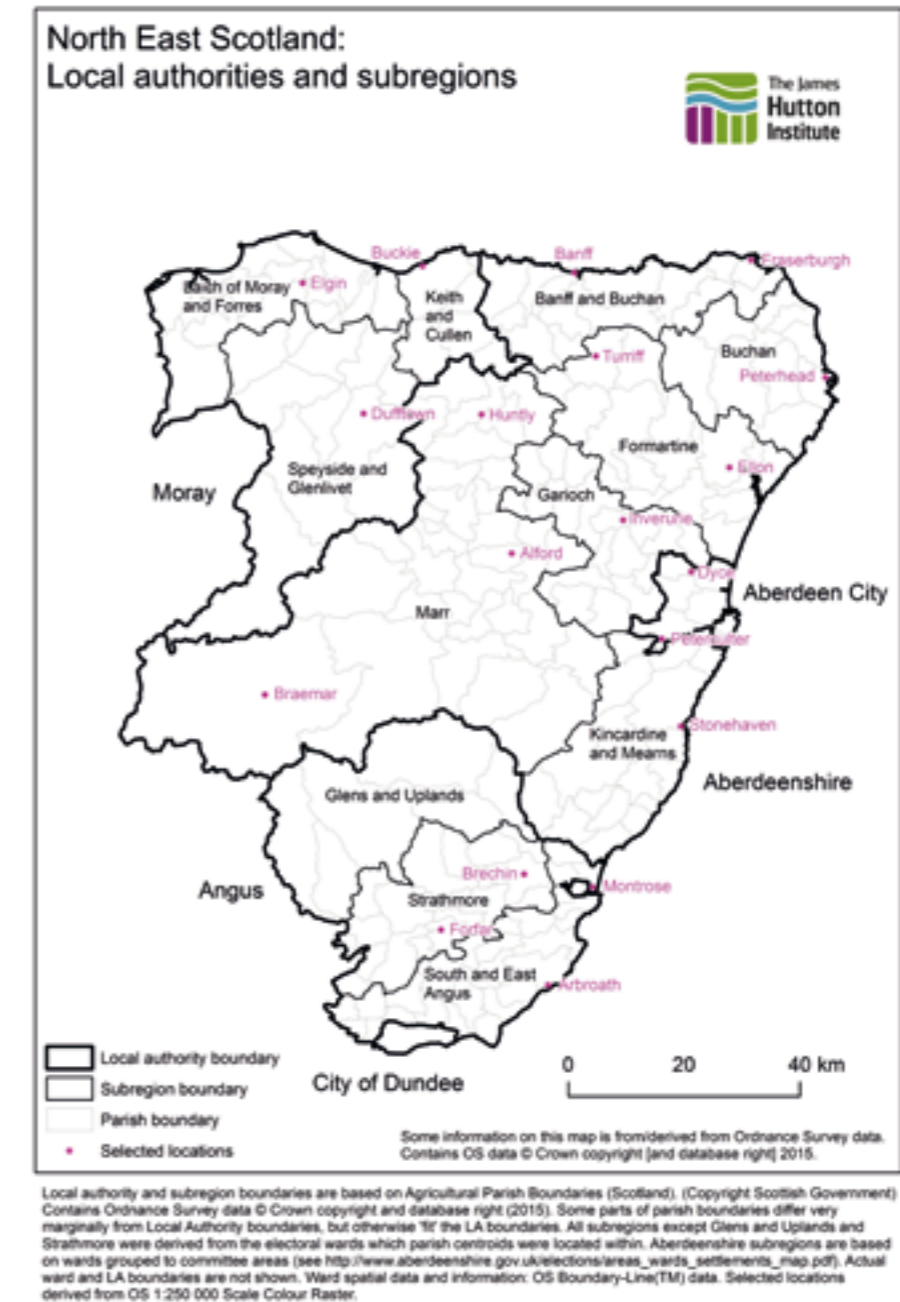 North East Scotland:
Local authorities and subregions
The James
Hutton
Institute
Buckie
Banff
Fraserburgh
Laich of Moray
and Forres
Elgin
Keith
and
Cullen
Banff and Buchan
Turriff
Buchan
Peterhead
Dufftown
Huntly
Formartine
Ellon
Speyside and
Glenlivet
Moray
Garioch
Inverurie
Alford
Dyce
Aberdeen City
Marr
Peterculter
Braemar
Stonehaven
Kincardine
and Mearns
Aberdeenshire
Glens and Uplands
Angus
Brechin
Montrose
Strathmore
Forfar
South and East
Angus
Arbroath
Local authority boundary
Subregion boundary
Parish boundary
Selected locations
City of Dundee
0 20 40 km
Some information on this map is from/derived from Ordnance Survey data.
Contains OS data © Crown copyright [and database right] 2015.
Local authority and subregion boundaries are based on Agricultural Parish Boundaries (Scotland). (Copyright Scottish Government)
Contains Ordnance Survey data © Crown copyright and database right (2015). Some parts of parish boundaries differ very
marginally from Local Authority boundaries, but otherwise 'fit' the LA boundaries. All subregions except Glens and Uplands and
Strathmore were derived from the electoral wards which parish centroids were located within. Aberdeenshire subregions are based
on wards grouped to committee areas (see http://www.aberdeenshire.gov.uk/elections/areas_wards_settlements_map.pdf). Actual
ward and LA boundaries are not shown. Ward spatial data and information: OS Boundary-Line(TM) data. Selected locations
derived from OS 1:250 000 Scale Colour Raster.